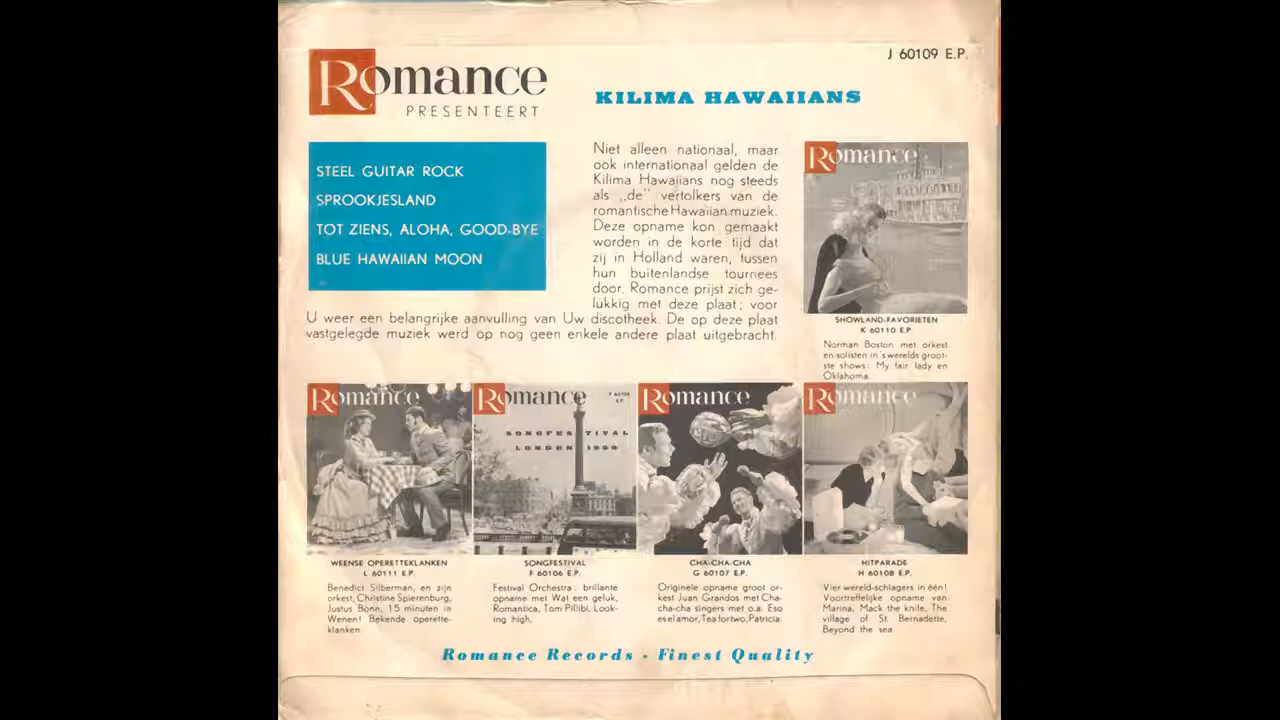 J 60109 E.P.
Romance
PRESENTEERT
KILIMA HAWAIIANS
STEEL GUITAR ROCK
SPROOKJESLAND
TOT ZIENS, ALOHA, GOOD-BYE
BLUE HAWAIIAN MOON
Niet alleen nationaal, maar
ook internationaal gelden de
Kilima Hawaiians nog steeds
als „de" vertolkers van de
romantische Hawaiian muziek.
Deze opname kon gemaakt
worden in de korte tijd dat
zij in Holland waren, tussen
hun buitenlandse tournees
door. Romance prijst zich ge-
lukkig met deze plaat; voor
U weer een belangrijke aanvulling van Uw discotheek. De op deze plaat
vastgelegde muziek werd op nog geen enkele andere plaat uitgebracht.
Romance
SHOWLAND-FAVORIETEN
K 60110 E.P
Norman Boston met orkest
en solisten in 's werelds groot-
ste shows: My fair lady en
Oklahoma.
Romance
WEENSE OPERETTEKLANKEN
L 60111 E.P.
Benedict Silberman, en zijn
orkest, Christine Spierenburg,
Justus Bonn, 15 minuten in
Wenen! Bekende operette-
klanken
Romance
F 60106
E.P.
SONGFESTIVAL
LONDEN 1960
SONGFESTIVAL
F 60106 E.P.
Festival Orchestra: brillante
opname met Wat een geluk,
Romantica, Tom Pillibi, Look-
ing high.
Romance
CHA-CHA-CHA
G 60107 E.P.
Originele opname groot or-
kest Juan Grandos met Cha-
cha-cha singers met o.a. Eso
es el amor, Tea for two, Patricia.
Romance
HITPARADE
H 60108 E.P.
Vier wereld-schlagers in één!
Voortreffelijke opname van
Marina, Mack the knife, The
village of St. Bernadette,
Beyond the sea
Romance Records - Finest Quality